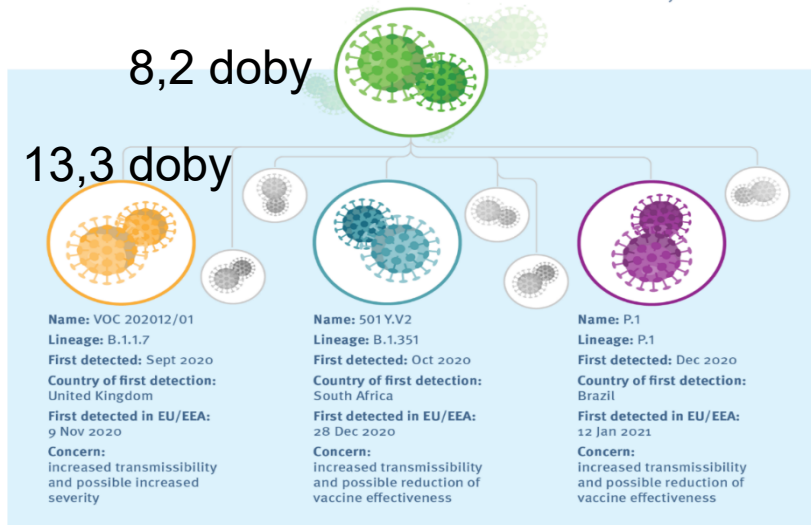 8,2 doby
13,3 doby
Name: VOC 202012/01
Lineage: B.1.1.7
First detected: Sept 2020
Country of first detection:
United Kingdom
First detected in EU/EEA:
9 Nov 2020
Concern:
increased transmissibility
and possible increased
severity
Name: 501 Y.V2
Lineage: B.1.351
First detected: Oct 2020
Country of first detection:
South Africa
First detected in EU/EEA:
28 Dec 2020
Concern:
increased transmissibility
and possible reduction of
vaccine effectiveness
Name: P.1
Lineage: P.1
First detected: Dec 2020
Country of first detection:
Brazil
First detected in EU/EEA:
12 Jan 2021
Concern:
increased transmissibility
and possible reduction of
vaccine effectiveness